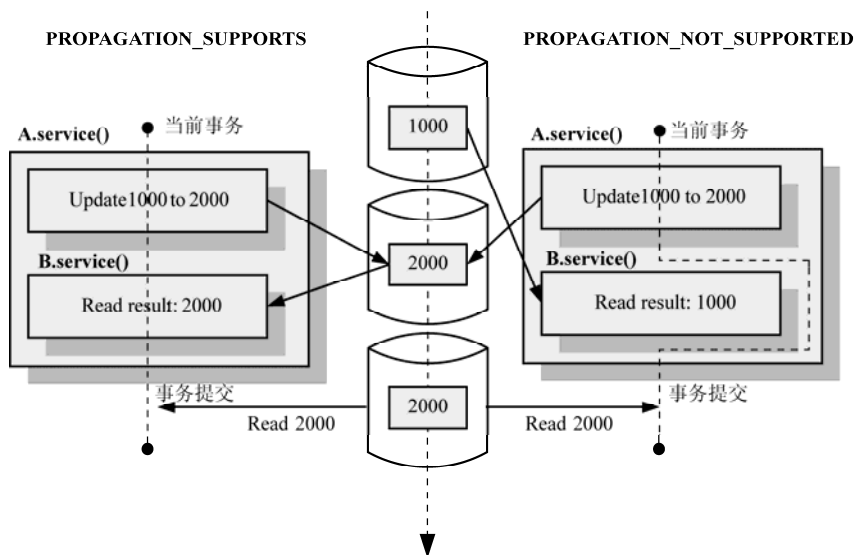 PROPAGATION_SUPPORTS
PROPAGATION_NOT_SUPPORTED
1000
当前事务
A.service()
Update1000 to 2000
B.service()
Read result: 2000
2000
当前事务
A.service()
Update1000 to 2000
B.service()
Read result: 1000
事务提交
2000
事务提交
Read 2000
Read 2000